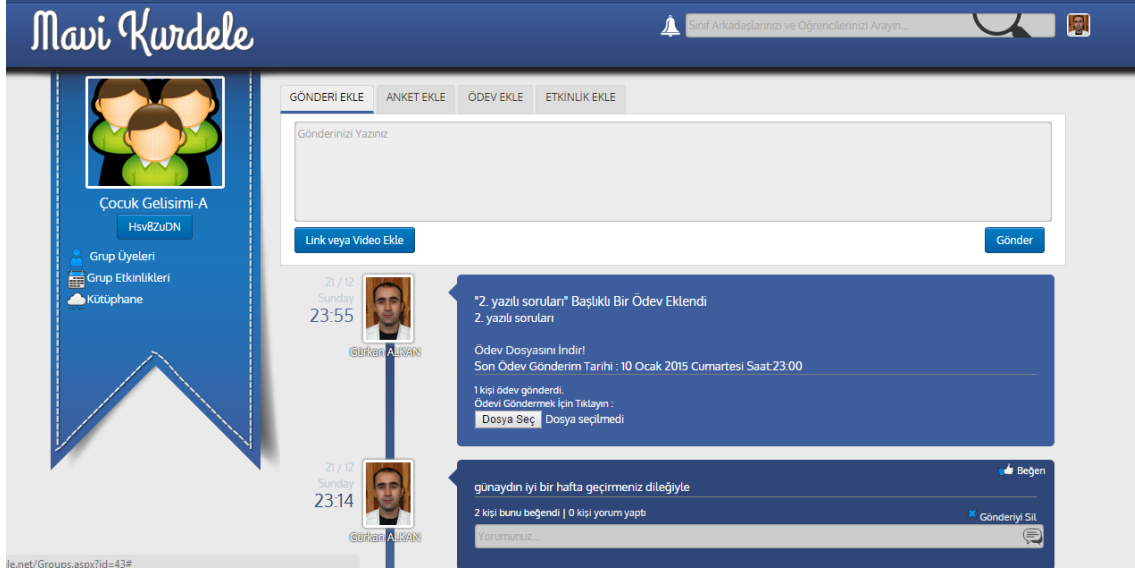 Mavi Kurdele
Sınıf Arkadaşlarınızı ve Öğrencilerinizi Arayın...
Çocuk Gelisimi-A
Hsv8ZuDN
Grup Üyeleri
Grup Etkinlikleri
Kütüphane
GÖNDERİ EKLE
ANKET EKLE
ÖDEV EKLE
ETKİNLİK EKLE
Gönderinizi Yazınız
Link veya Video Ekle
Gönder
21 / 12
Sunday
23:55
Gürkan ALKAN
"2. yazılı soruları" Başlıklı Bir Ödev Eklendi
2. yazılı soruları
Ödev Dosyasını İndir!
Son Ödev Gönderim Tarihi : 10 Ocak 2015 Cumartesi Saat:23:00
1 kişi ödev gönderdi.
Ödevi Göndermek İçin Tıklayın :
Dosya Seç Dosya seçilmedi
21 / 12
Sunday
23:14
Gürkan ALKAN
Beğen
günaydın iyi bir hafta geçirmeniz dileğiyle
2 kişi bunu beğendi | 0 kişi yorum yaptı
Gönderiyi Sil
Yorumunuz...
le.net/Groups.aspx?id=43#